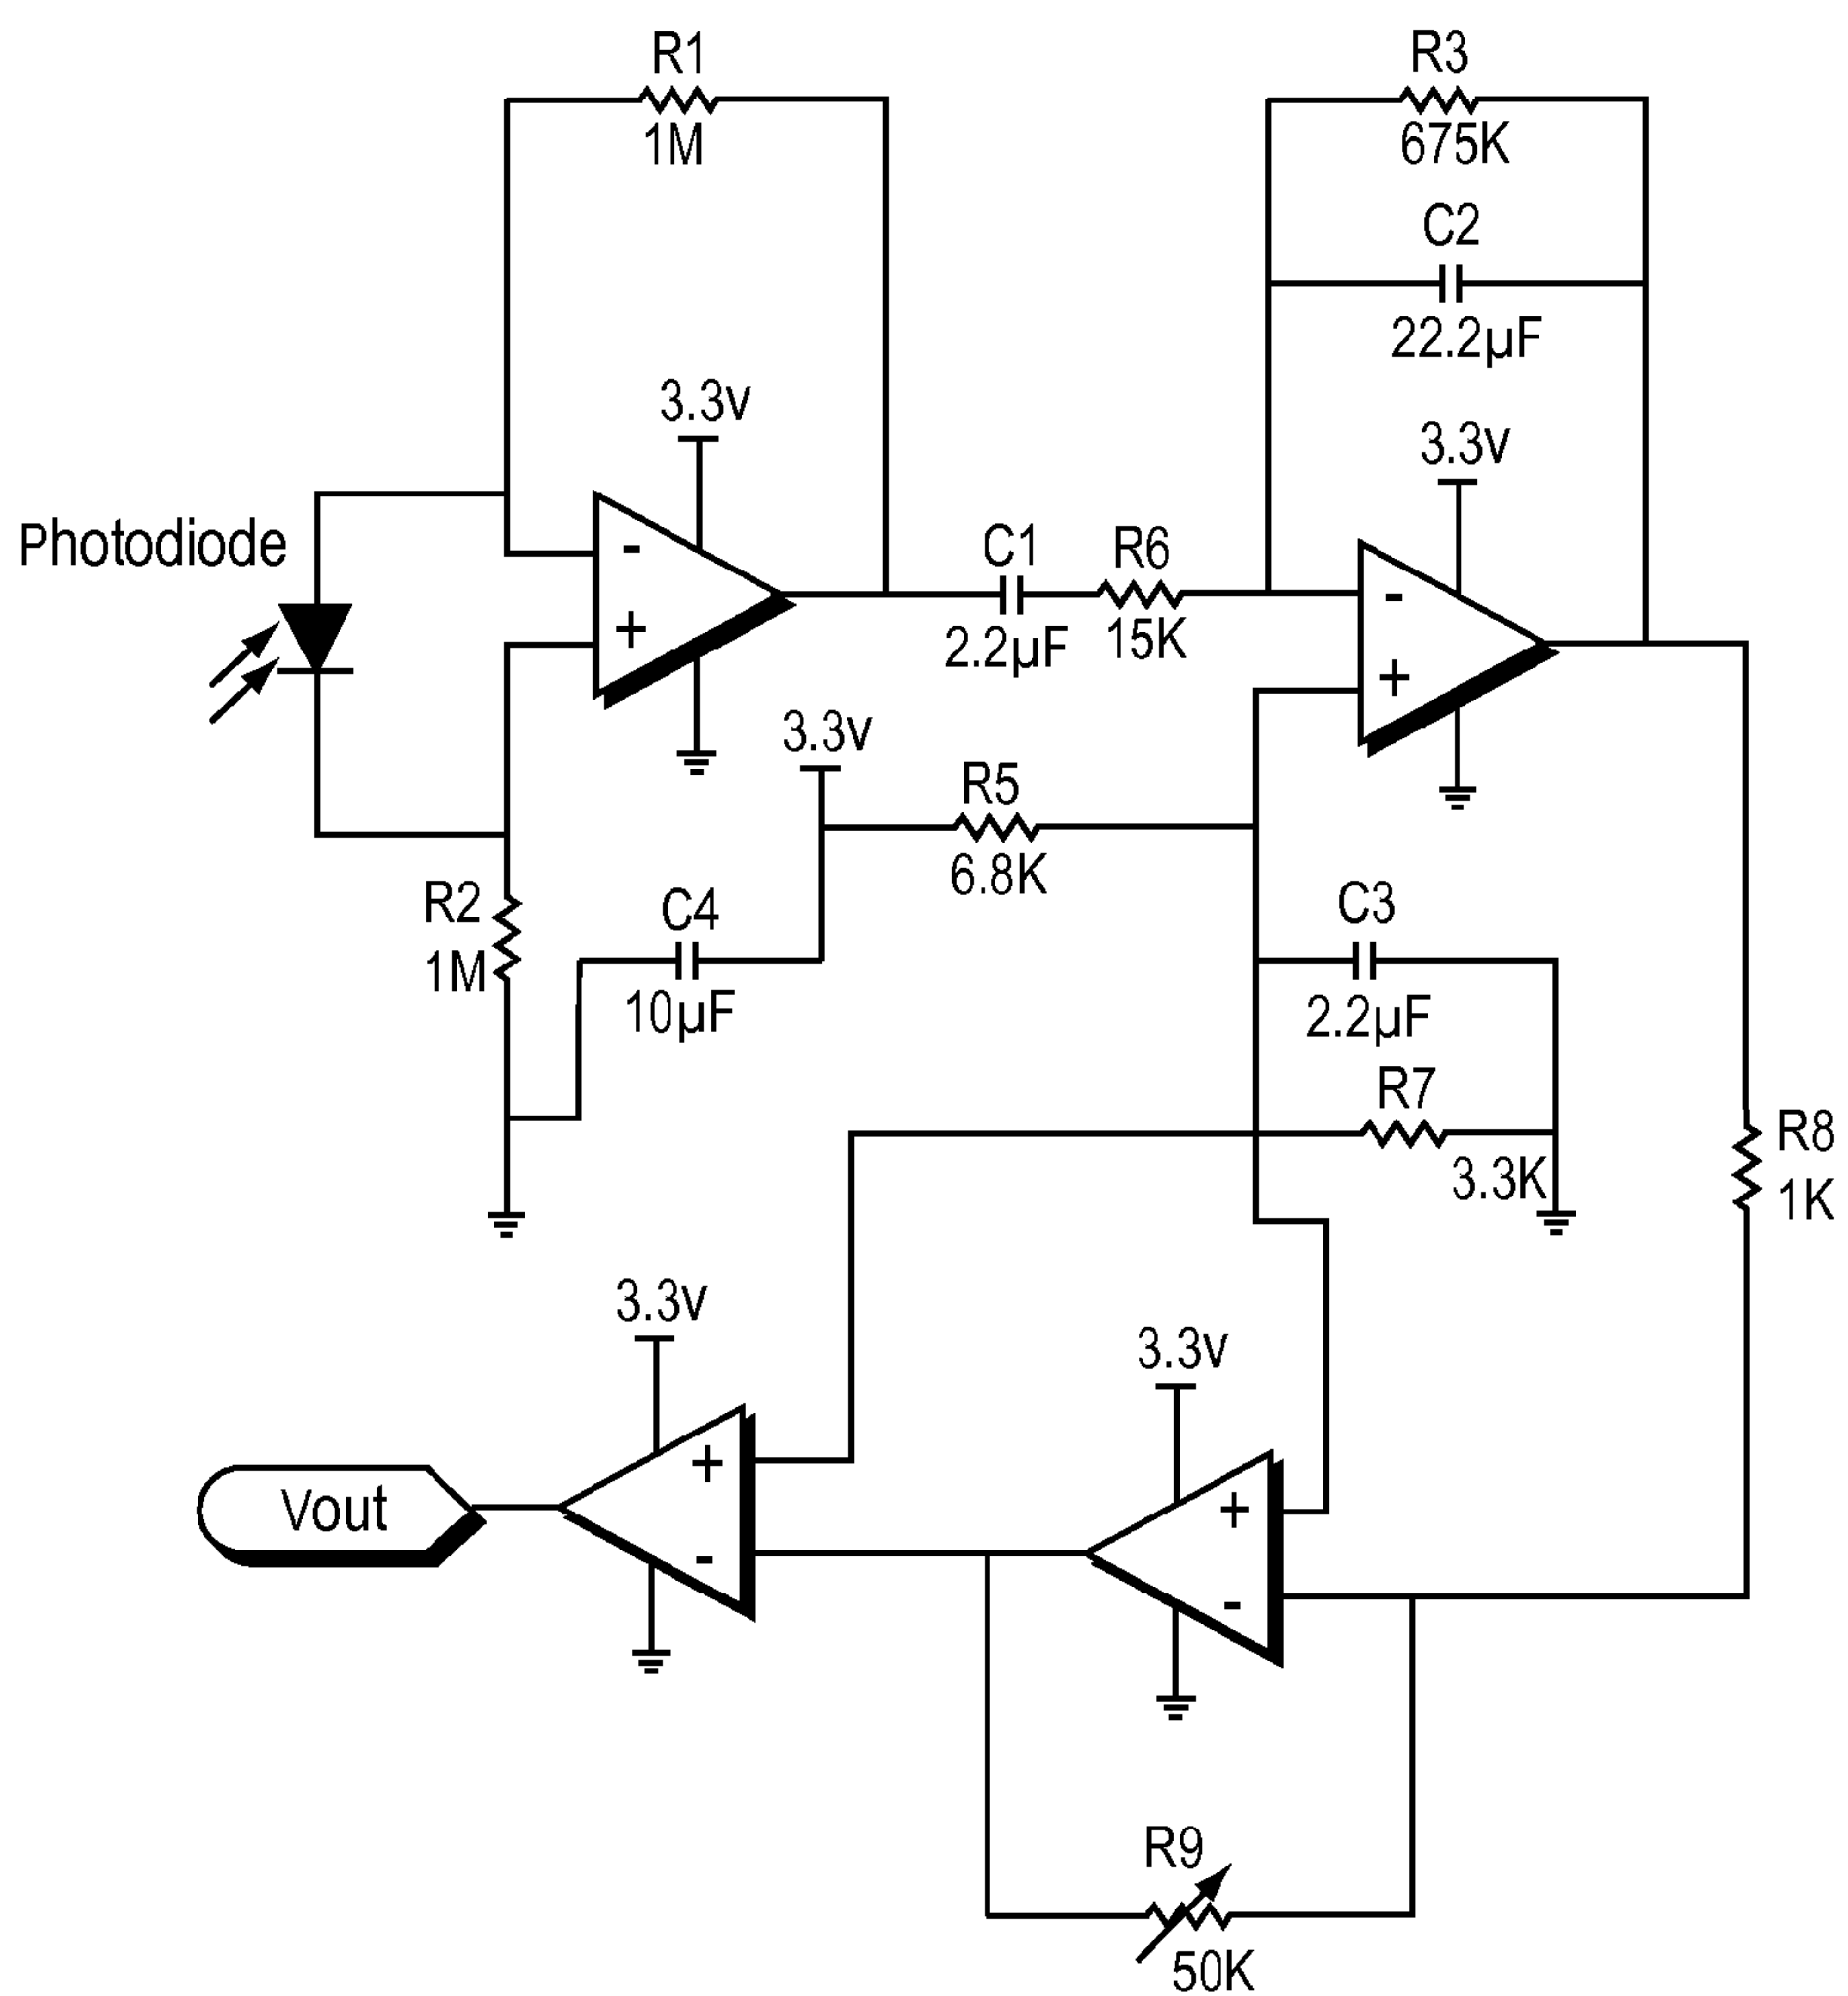 R1
1M
R3
675K
C2
22.2µF
3.3v
3.3v
Photodiode
-
+
C1
2.2µF
R6
15K
-
+
3.3v
R5
6.8K
R2
1M
C4
10µF
C3
2.2µF
R7
3.3K
R8
1K
3.3v
3.3v
+
-
+
-
Vout
R9
50K